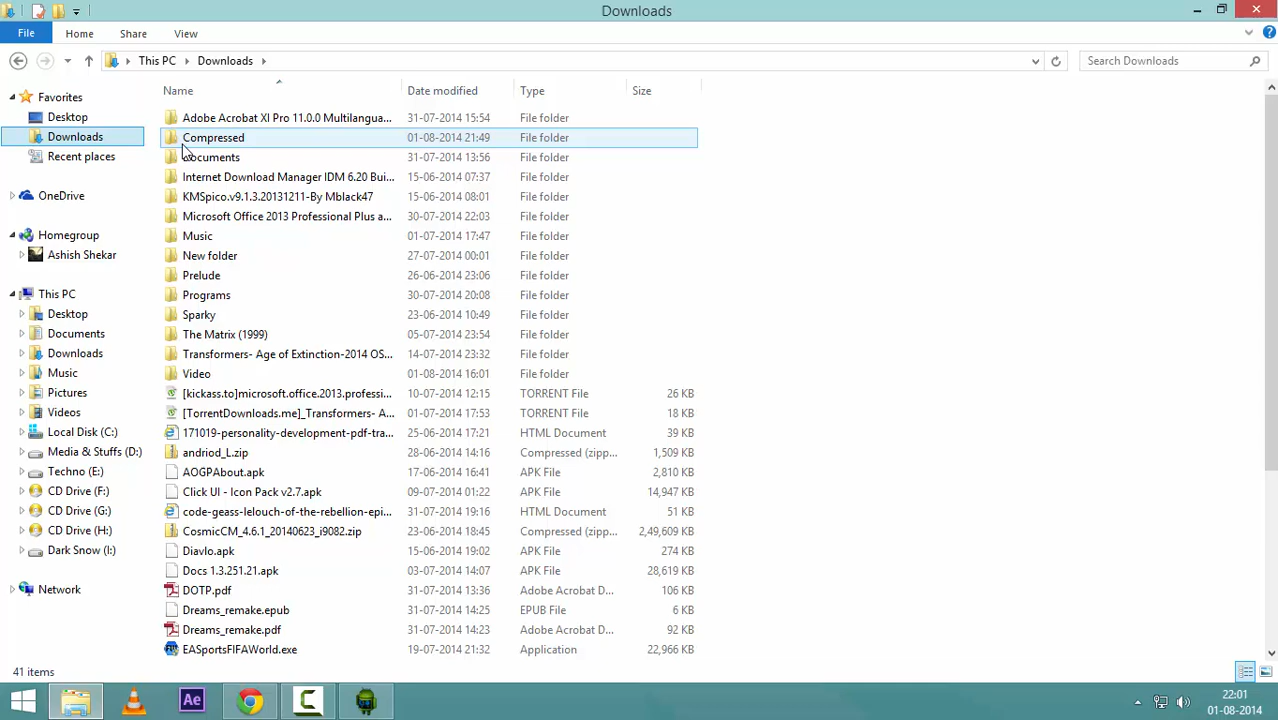 Downloads
File Home Share View
This PC Downloads Search Downloads
Name Date modified Type Size
Favorites
Desktop
Downloads
Recent places
OneDrive
Homegroup
Ashish Shekar
This PC
Desktop
Documents
Downloads
Music
Pictures
Videos
Local Disk (C:)
Media & Stuffs (D:)
Techno (E:)
CD Drive (F:)
CD Drive (G:)
CD Drive (H:)
Dark Snow (I:)
Network
Adobe Acrobat XI Pro 11.0.0 Multilangua... 31-07-2014 15:54 File folder
Compressed 01-08-2014 21:49 File folder
Documents 31-07-2014 13:56 File folder
Internet Download Manager IDM 6.20 Bui... 15-06-2014 07:37 File folder
KMSpico.v9.1.3.20131211-By Mblack47 15-06-2014 08:01 File folder
Microsoft Office 2013 Professional Plus a... 30-07-2014 22:03 File folder
Music 01-07-2014 17:47 File folder
New folder 27-07-2014 00:01 File folder
Prelude 26-06-2014 23:06 File folder
Programs 30-07-2014 20:08 File folder
Sparky 23-06-2014 10:49 File folder
The Matrix (1999) 05-07-2014 23:54 File folder
Transformers- Age of Extinction-2014 OS... 14-07-2014 23:32 File folder
Video 01-08-2014 16:01 File folder
[kickass.to]microsoft.office.2013.professi... 10-07-2014 12:15 TORRENT File 26 KB
[TorrentDownloads.me]_Transformers- A... 01-07-2014 17:53 TORRENT File 18 KB
171019-personality-development-pdf-tra... 25-06-2014 17:21 HTML Document 39 KB
andriod_L.zip 28-06-2014 14:16 Compressed (zipp... 1,509 KB
AOGPAbout.apk 17-06-2014 16:41 APK File 2,810 KB
Click UI - Icon Pack v2.7.apk 09-07-2014 01:22 APK File 14,947 KB
code-geass-lelouch-of-the-rebellion-epi... 31-07-2014 19:16 HTML Document 51 KB
CosmicCM_4.6.1_20140623_i9082.zip 23-06-2014 18:45 Compressed (zipp... 2,49,609 KB
Diavlo.apk 15-06-2014 19:02 APK File 274 KB
Docs 1.3.251.21.apk 03-07-2014 14:07 APK File 28,619 KB
DOTP.pdf 31-07-2014 13:36 Adobe Acrobat D... 106 KB
Dreams_remake.epub 31-07-2014 14:25 EPUB File 6 KB
Dreams_remake.pdf 31-07-2014 14:23 Adobe Acrobat D... 92 KB
EASportsFIFAWorld.exe 19-07-2014 21:32 Application 22,966 KB
41 items
Ae
22:01
01-08-2014